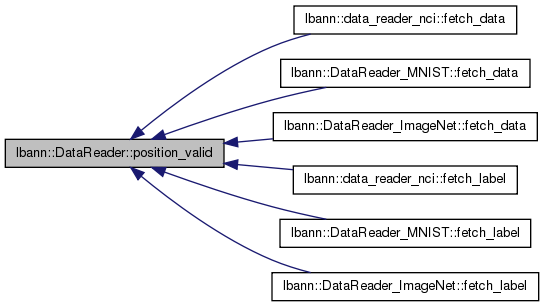 lbann::data_reader_nci::fetch_data
lbann::DataReader_MNIST::fetch_data
lbann::DataReader_ImageNet::fetch_data
lbann::DataReader::position_valid
lbann::data_reader_nci::fetch_label
lbann::DataReader_MNIST::fetch_label
lbann::DataReader_ImageNet::fetch_label